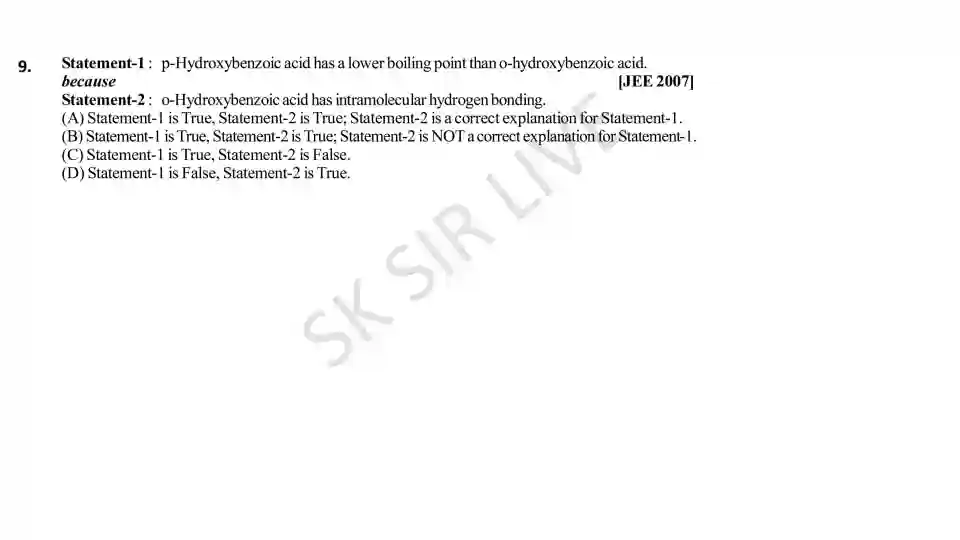 9. Statement-1 : p-Hydroxybenzoic acid has a lower boiling point than o-hydroxybenzoic acid.
because [JEE 2007]
Statement-2 : o-Hydroxybenzoic acid has intramolecular hydrogen bonding.
(A) Statement-1 is True, Statement-2 is True; Statement-2 is a correct explanation for Statement-1.
(B) Statement-1 is True, Statement-2 is True; Statement-2 is NOT a correct explanation for Statement-1.
(C) Statement-1 is True, Statement-2 is False.
(D) Statement-1 is False, Statement-2 is True.
SK SIR LIVE